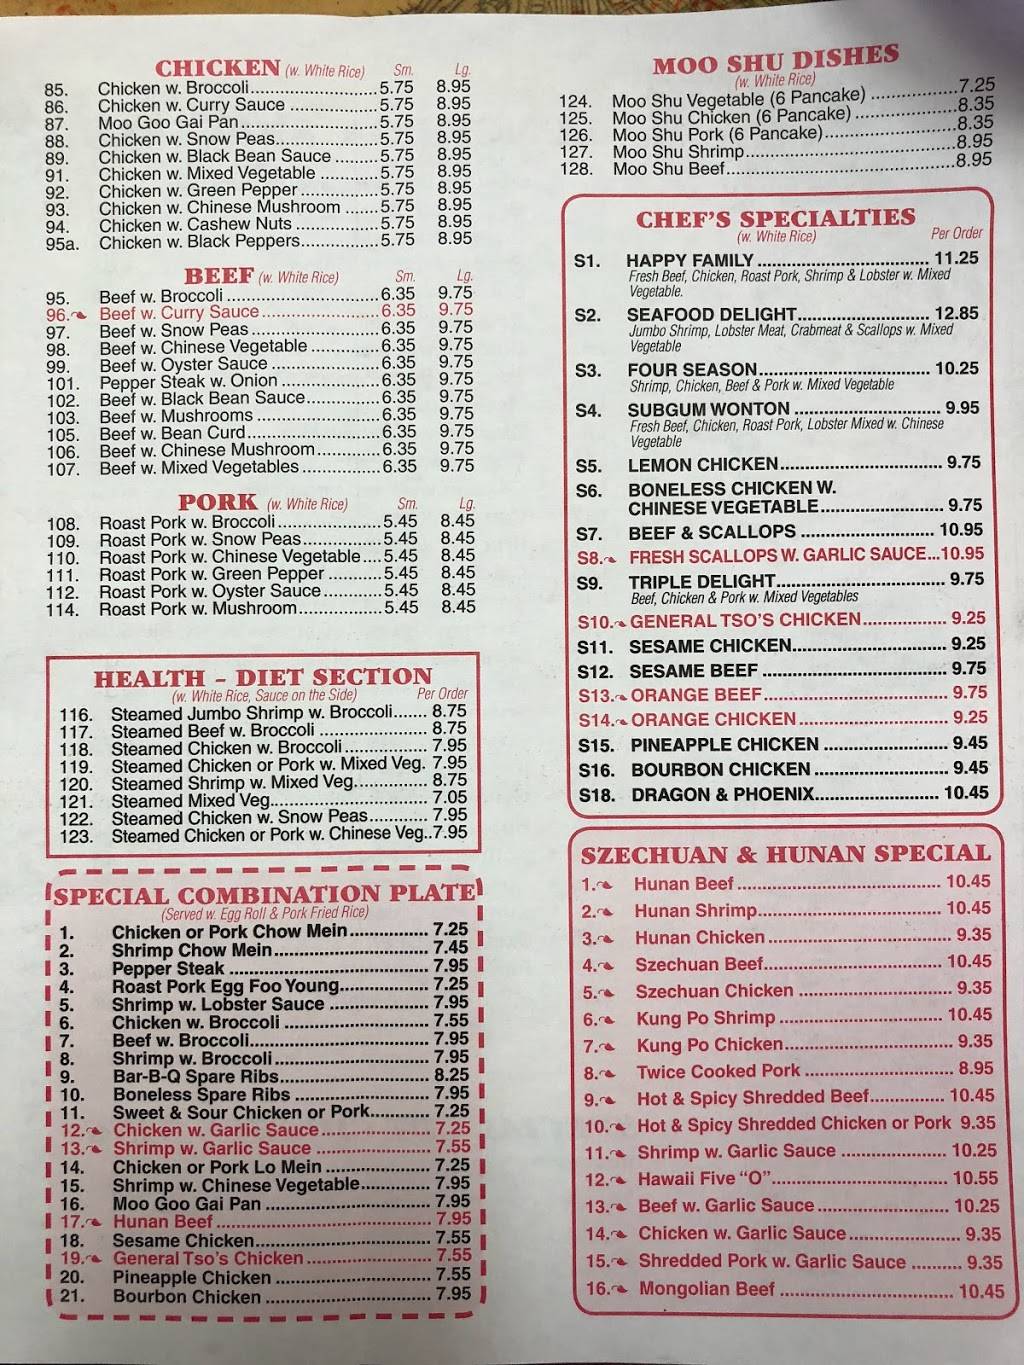 CHICKEN (w. White Rice) Sm. Lg.
85. Chicken w. Broccoli 5.75 8.95
86. Chicken w. Curry Sauce 5.75 8.95
87. Moo Goo Gai Pan 5.75 8.95
88. Chicken w. Snow Peas 5.75 8.95
89. Chicken w. Black Bean Sauce 5.75 8.95
91. Chicken w. Mixed Vegetable 5.75 8.95
92. Chicken w. Green Pepper 5.75 8.95
93. Chicken w. Chinese Mushroom 5.75 8.95
94. Chicken w. Cashew Nuts 5.75 8.95
95a. Chicken w. Black Peppers 5.75 8.95
BEEF (w. White Rice) Sm. Lg.
95. Beef w. Broccoli 6.35 9.75
96. Beef w. Curry Sauce 6.35 9.75
97. Beef w. Snow Peas 6.35 9.75
98. Beef w. Chinese Vegetable 6.35 9.75
99. Beef w. Oyster Sauce 6.35 9.75
101. Pepper Steak w. Onion 6.35 9.75
102. Beef w. Black Bean Sauce 6.35 9.75
103. Beef w. Mushrooms 6.35 9.75
105. Beef w. Bean Curd 6.35 9.75
106. Beef w. Chinese Mushroom 6.35 9.75
107. Beef w. Mixed Vegetables 6.35 9.75
PORK (w. White Rice) Sm. Lg.
108. Roast Pork w. Broccoli 5.45 8.45
109. Roast Pork w. Snow Peas 5.45 8.45
110. Roast Pork w. Chinese Vegetable 5.45 8.45
111. Roast Pork w. Green Pepper 5.45 8.45
112. Roast Pork w. Oyster Sauce 5.45 8.45
114. Roast Pork w. Mushroom 5.45 8.45
HEALTH - DIET SECTION
(w. White Rice, Sauce on the Side) Per Order
116. Steamed Jumbo Shrimp w. Broccoli 8.75
117. Steamed Beef w. Broccoli 8.75
118. Steamed Chicken w. Broccoli 7.95
119. Steamed Chicken or Pork w. Mixed Veg. 7.95
120. Steamed Shrimp w. Mixed Veg. 8.75
121. Steamed Mixed Veg. 7.05
122. Steamed Chicken w. Snow Peas 7.95
123. Steamed Chicken or Pork w. Chinese Veg. 7.95
SPECIAL COMBINATION PLATE
(Served w. Egg Roll & Pork Fried Rice)
1. Chicken or Pork Chow Mein 7.25
2. Shrimp Chow Mein 7.45
3. Pepper Steak 7.95
4. Roast Pork Egg Foo Young 7.25
5. Shrimp w. Lobster Sauce 7.95
6. Chicken w. Broccoli 7.55
7. Beef w. Broccoli 7.95
8. Shrimp w. Broccoli 7.95
9. Bar-B-Q Spare Ribs 8.25
10. Boneless Spare Ribs 7.95
11. Sweet & Sour Chicken or Pork 7.25
12. Chicken w. Garlic Sauce 7.25
13. Shrimp w. Garlic Sauce 7.55
14. Chicken or Pork Lo Mein 7.25
15. Shrimp w. Chinese Vegetable 7.95
16. Moo Goo Gai Pan 7.95
17. Hunan Beef 7.95
18. Sesame Chicken 7.55
19. General Tso's Chicken 7.55
20. Pineapple Chicken 7.55
21. Bourbon Chicken 7.95
MOO SHU DISHES
(w. White Rice)
124. Moo Shu Vegetable (6 Pancake) 7.25
125. Moo Shu Chicken (6 Pancake) 8.35
126. Moo Shu Pork (6 Pancake) 8.35
127. Moo Shu Shrimp 8.95
128. Moo Shu Beef 8.95
CHEF'S SPECIALTIES
(w. White Rice) Per Order
S1. HAPPY FAMILY 11.25
Fresh Beef, Chicken, Roast Pork, Shrimp & Lobster w. Mixed
Vegetable.
S2. SEAFOOD DELIGHT 12.85
Jumbo Shrimp, Lobster Meat, Crabmeat & Scallops w. Mixed
Vegetable
S3. FOUR SEASON 10.25
Shrimp, Chicken, Beef & Pork w. Mixed Vegetable
S4. SUBGUM WONTON 9.95
Fresh Beef, Chicken, Roast Pork, Lobster Mixed w. Chinese
Vegetable
S5. LEMON CHICKEN 9.75
S6. BONELESS CHICKEN W.
CHINESE VEGETABLE 9.75
S7. BEEF & SCALLOPS 10.95
S8. FRESH SCALLOPS W. GARLIC SAUCE 10.95
S9. TRIPLE DELIGHT 9.75
Beef, Chicken & Pork w. Mixed Vegetables
S10. GENERAL TSO'S CHICKEN 9.25
S11. SESAME CHICKEN 9.25
S12. SESAME BEEF 9.75
S13. ORANGE BEEF 9.75
S14. ORANGE CHICKEN 9.25
S15. PINEAPPLE CHICKEN 9.45
S16. BOURBON CHICKEN 9.45
S18. DRAGON & PHOENIX 10.45
SZECHUAN & HUNAN SPECIAL
1. Hunan Beef 10.45
2. Hunan Shrimp 10.45
3. Hunan Chicken 9.35
4. Szechuan Beef 10.45
5. Szechuan Chicken 9.35
6. Kung Po Shrimp 10.45
7. Kung Po Chicken 9.35
8. Twice Cooked Pork 8.95
9. Hot & Spicy Shredded Beef 10.45
10. Hot & Spicy Shredded Chicken or Pork 9.35
11. Shrimp w. Garlic Sauce 10.25
12. Hawaii Five "O" 10.55
13. Beef w. Garlic Sauce 10.25
14. Chicken w. Garlic Sauce 9.35
15. Shredded Pork w. Garlic Sauce 9.35
16. Mongolian Beef 10.45